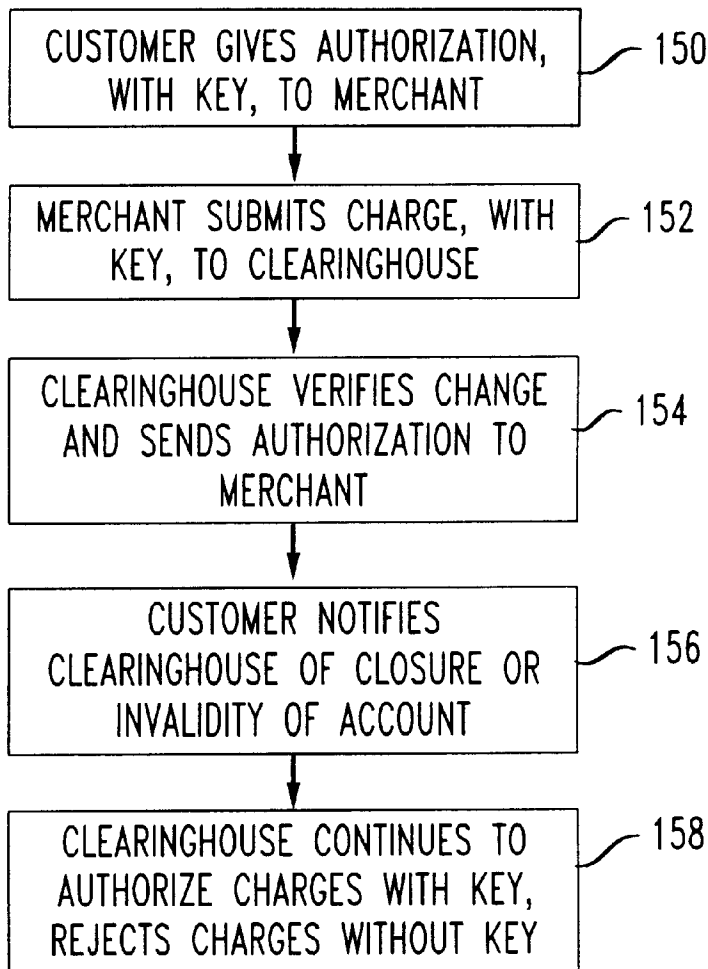 CUSTOMER GIVES AUTHORIZATION,
WITH KEY, TO MERCHANT
150
MERCHANT SUBMITS CHARGE, WITH
KEY, TO CLEARINGHOUSE
152
CLEARINGHOUSE VERIFIES CHANGE
AND SENDS AUTHORIZATION TO
MERCHANT
154
CUSTOMER NOTIFIES
CLEARINGHOUSE OF CLOSURE OR
INVALIDITY OF ACCOUNT
156
CLEARINGHOUSE CONTINUES TO
AUTHORIZE CHARGES WITH KEY,
REJECTS CHARGES WITHOUT KEY
158